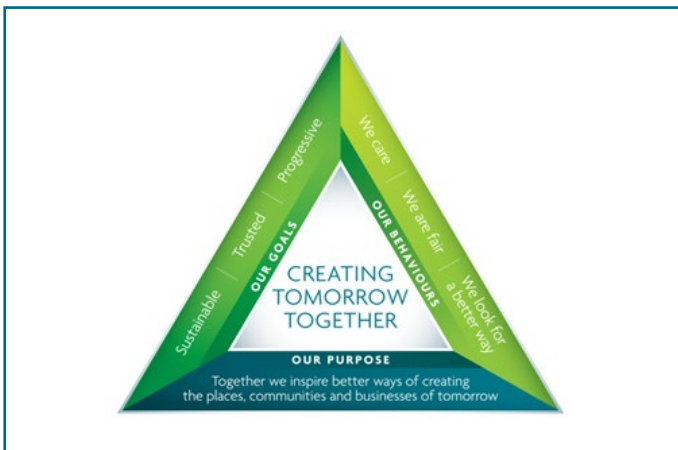 Sustainable | Trusted | Progressive
OUR GOALS
We care | We are fair | We look for
a better way
OUR BEHAVIOURS
CREATING
TOMORROW
TOGETHER
OUR PURPOSE
Together we inspire better ways of creating
the places, communities and businesses of tomorrow